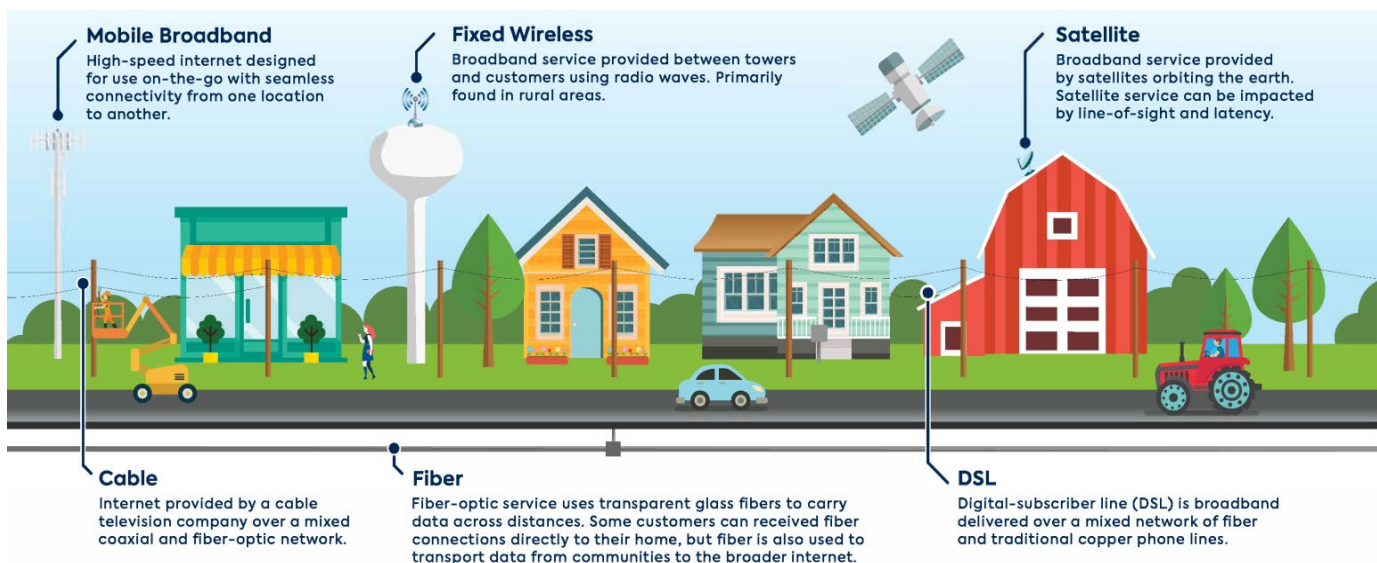 Mobile Broadband
High-speed internet designed
for use on-the-go with seamless
connectivity from one location
to another.
Fixed Wireless
Broadband service provided between towers
and customers using radio waves. Primarily
found in rural areas.
Satellite
Broadband service provided
by satellites orbiting the earth.
Satellite service can be impacted
by line-of-sight and latency.
Cable
Internet provided by a cable
television company over a mixed
coaxial and fiber-optic network.
Fiber
Fiber-optic service uses transparent glass fibers to carry
data across distances. Some customers can received fiber
connections directly to their home, but fiber is also used to
transport data from communities to the broader internet.
DSL
Digital-subscriber line (DSL) is broadband
delivered over a mixed network of fiber
and traditional copper phone lines.